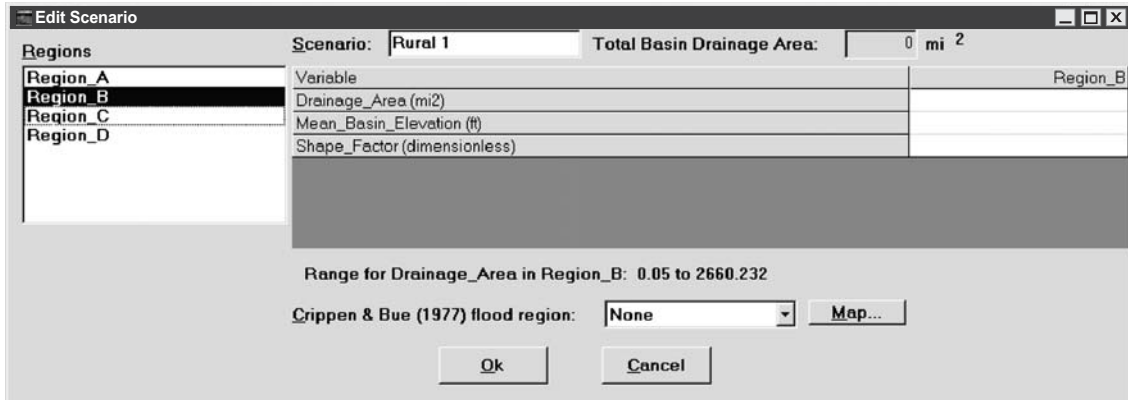 Edit Scenario
Regions
Region_A
Region_B
Region_C
Region_D
Scenario: Rural 1 Total Basin Drainage Area: 0 mi 2
Variable Region_B
Drainage_Area (mi2)
Mean_Basin_Elevation (ft)
Shape_Factor (dimensionless)
Range for Drainage_Area in Region_B: 0.05 to 2660.232
Crippen & Bue (1977) flood region: None Map...
Ok Cancel